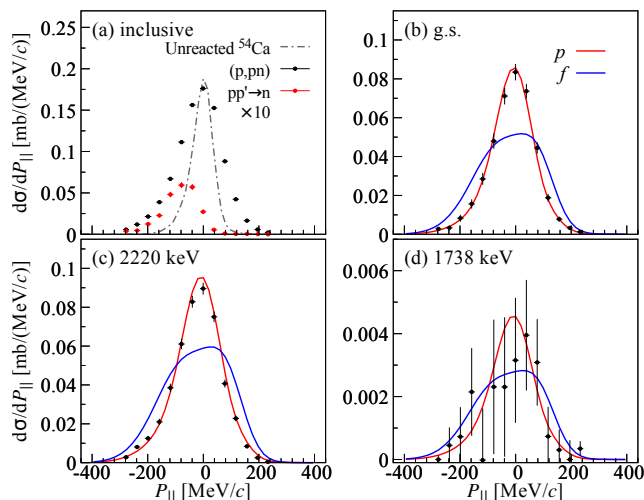 (a) inclusive
Unreacted ⁵⁴Ca
(p,pn)
pp'→n
×10
dσ/dP|| [mb/(MeV/c)]
0.25
0.2
0.15
0.1
0.05
0
(b) g.s.
p
f
0.1
0.08
0.06
0.04
0.02
0
(c) 2220 keV
dσ/dP|| [mb/(MeV/c)]
0.1
0.08
0.06
0.04
0.02
0
-400 -200 0 200 400
P|| [MeV/c]
(d) 1738 keV
0.006
0.004
0.002
0.000
-400 -200 0 200 400
P|| [MeV/c]